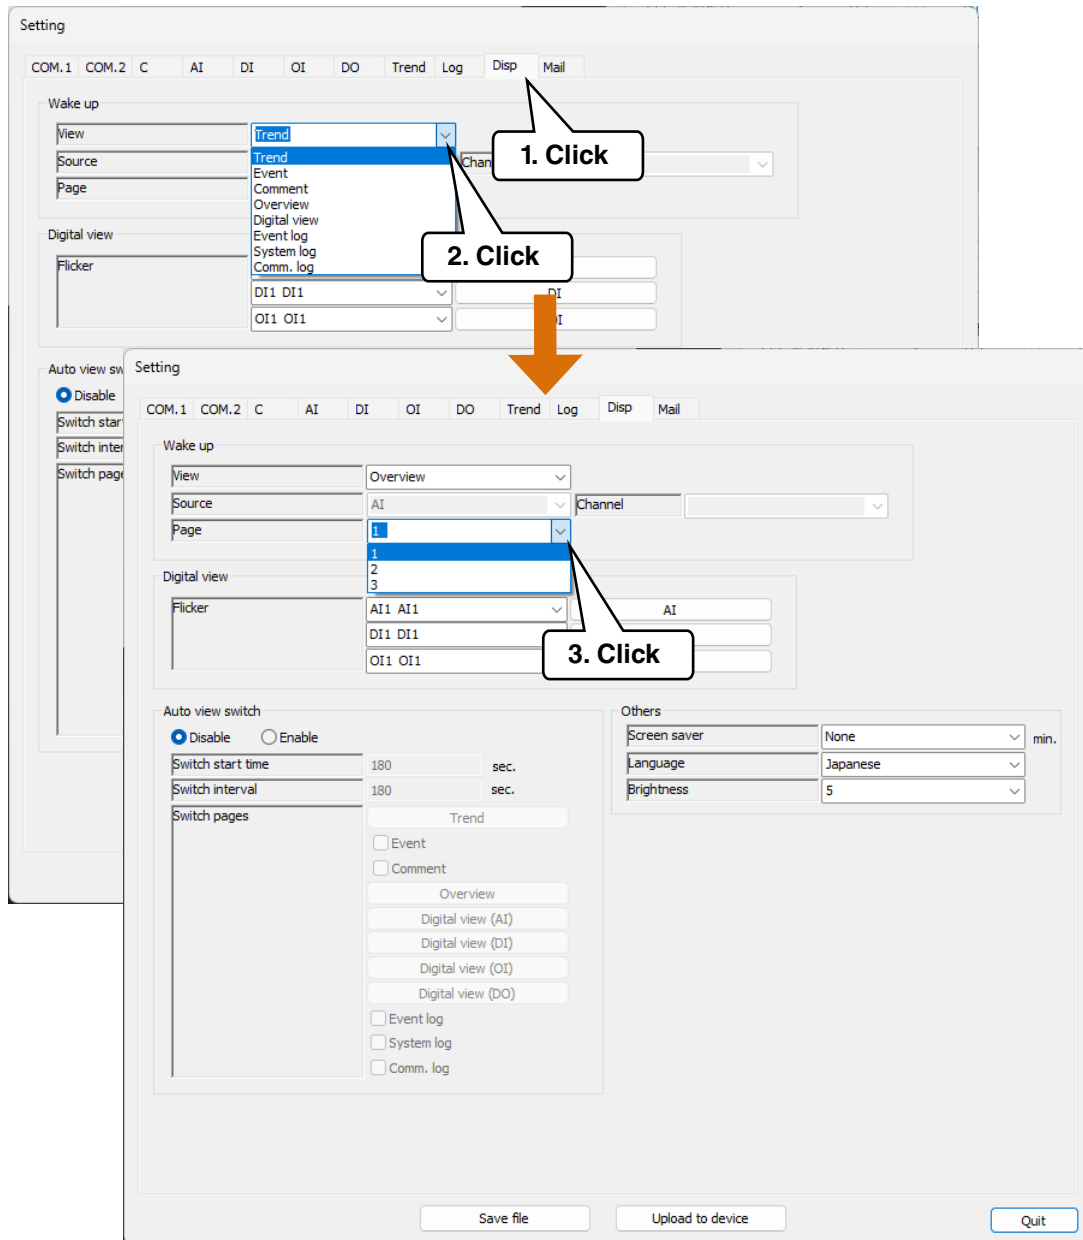 Setting
COM.1 COM.2 C AI DI OI DO Trend Log Disp Mail
Wake up
View Trend
1. Click
Source Trend
Page Event
Comment
Overview
Digital view Digital view
Event log
System log
Flicker Comm. log
2. Click
DI1 DI1 DI
OI1 OI1
Auto view sw
Disable
Switch star
Switch inter
Switch page
Setting
COM.1 COM.2 C AI DI OI DO Trend Log Disp Mail
Wake up
View Overview
Source AI Channel
Page 1
1
2
3
Digital view
Flicker AI1 AI1 AI
DI1 DI1
OI1 OI1
3. Click
Auto view switch
Disable Enable
Switch start time 180 sec.
Switch interval 180 sec.
Switch pages Trend
Event
Comment
Overview
Digital view (AI)
Digital view (DI)
Digital view (OI)
Digital view (DO)
Event log
System log
Comm. log
Others
Screen saver None min.
Language Japanese
Brightness 5
Save file Upload to device Quit